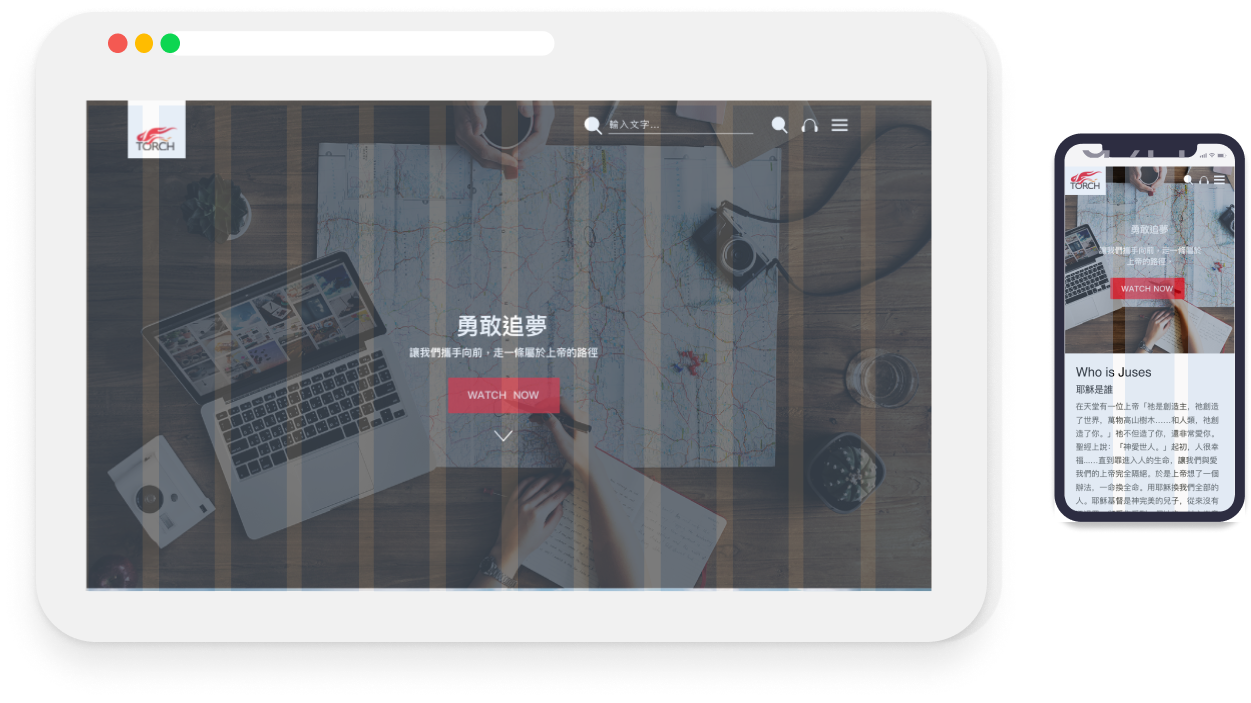 TORCH
輸入文字...
勇敢追夢
讓我們攜手向前，走一條屬於上帝的路徑
WATCH NOW
TORCH
勇敢追夢
讓我們攜手向前，走一條屬於
上帝的路徑。
WATCH NOW
Who is Juses
耶穌是誰
在天堂有一位上帝「祂是創造主，祂創造
了世界，萬物高山樹木......和人類，祂創
造了你。」祂不但造了你，還非常愛你。
聖經上說：「神愛世人。」起初，人很幸
福......直到罪進入人的生命，讓我們與愛
我們的上帝完全隔絕，於是上帝想了一個
辦法，一命換全命。用耶穌換我們全部的
人。耶穌基督是神完美的兒子，從來沒有